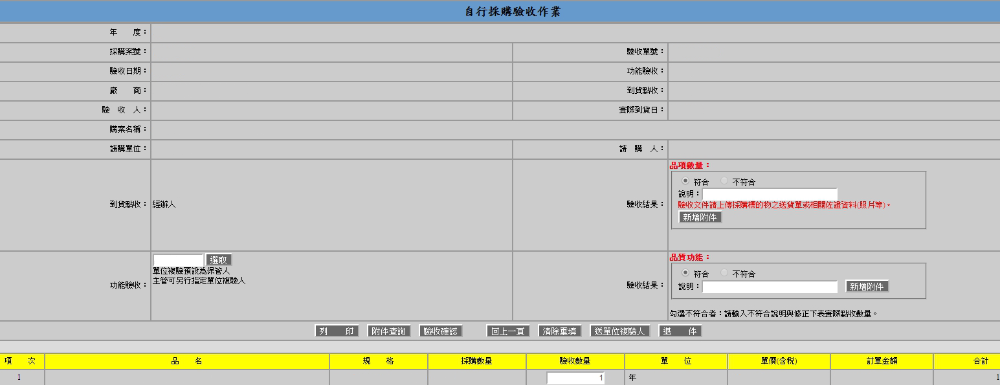 自行採購驗收作業
年　　度：
採購案號：
驗收單號：
驗收日期：
功能驗收：
廠　　商：
到貨點收：
驗　收　人：
實際到貨日：
購案名稱：
請購單位：
請　購　人：
到貨點收：
經辦人
驗收結果：
品項數量：
符合 不符合
說明：
驗收文件請上傳採購標的物之送貨單或相關佐證資料(照片等)。
新增附件
功能驗收：
選取
單位複驗預設為保管人
主管可另行指定單位複驗人
驗收結果：
品質功能：
符合 不符合
說明： 新增附件
勾選不符合者：請輸入不符合說明與修正下表實際點收數量。
列　　印 附件查詢 驗收確認 回上一頁 清除重填 送單位複驗人 退　　件
項　　次 品　　名 規　　格 採購數量 驗收數量 單　　位 單價(含稅) 訂單金額 合計
1 1 年 1